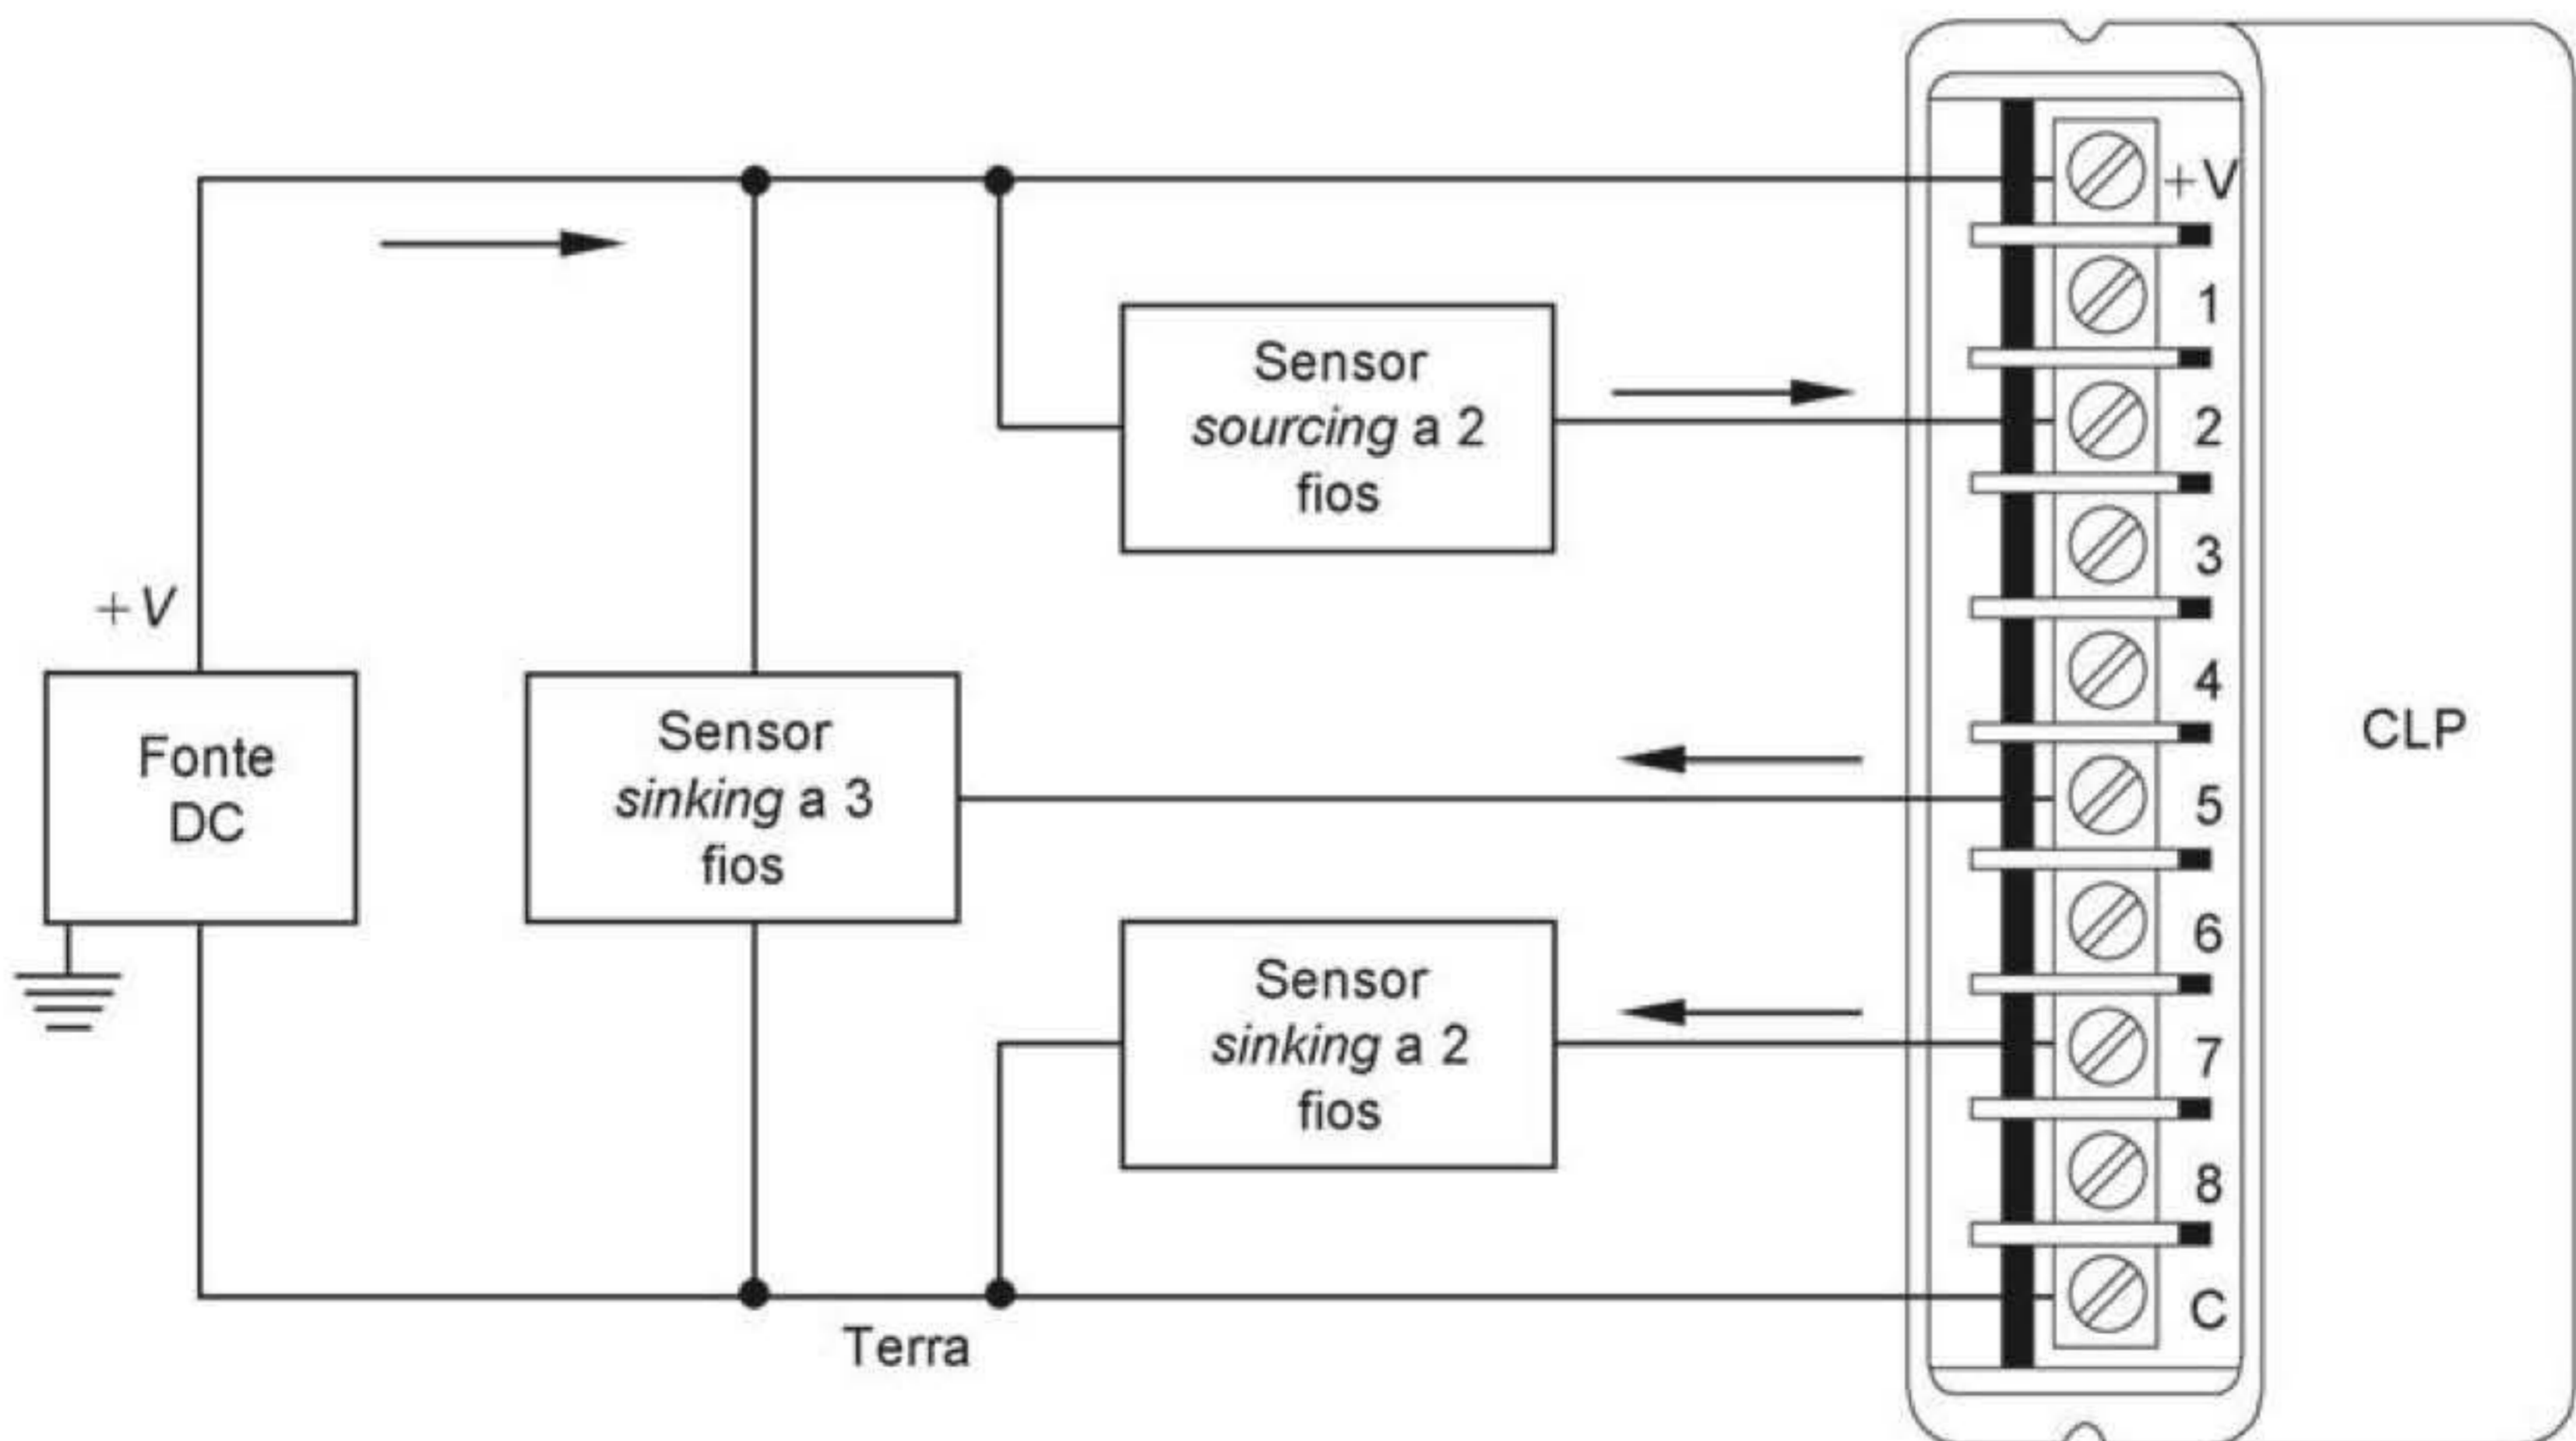 +V
Fonte
DC
Sensor
sinking a 3
fios
Terra
Sensor
sourcing a 2
fios
Sensor
sinking a 2
fios
+V
1
2
3
4
5
6
7
8
C
CLP